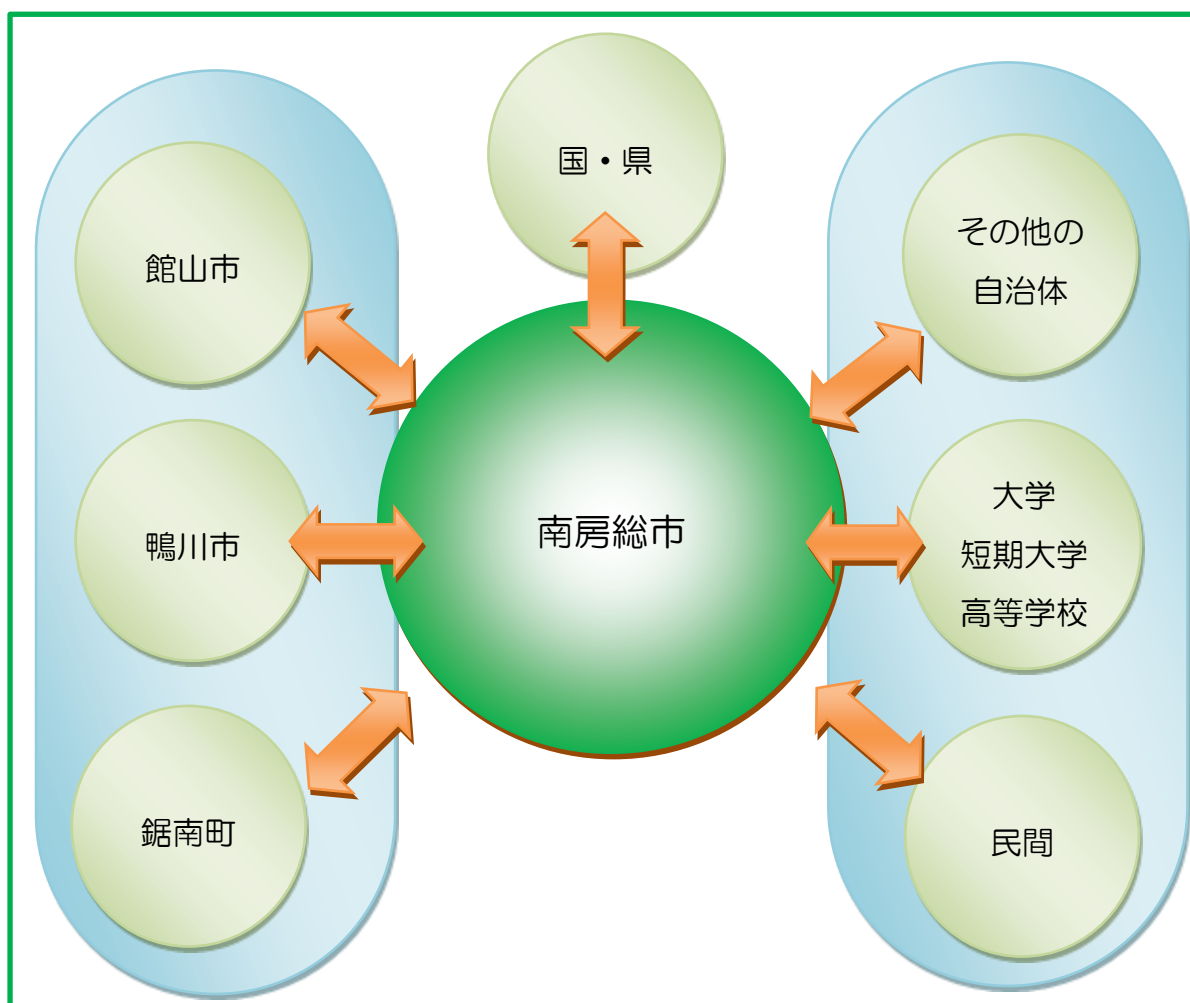 国・県
館山市
鴨川市
鋸南町
南房総市
その他の
自治体
大学
短期大学
高等学校
民間